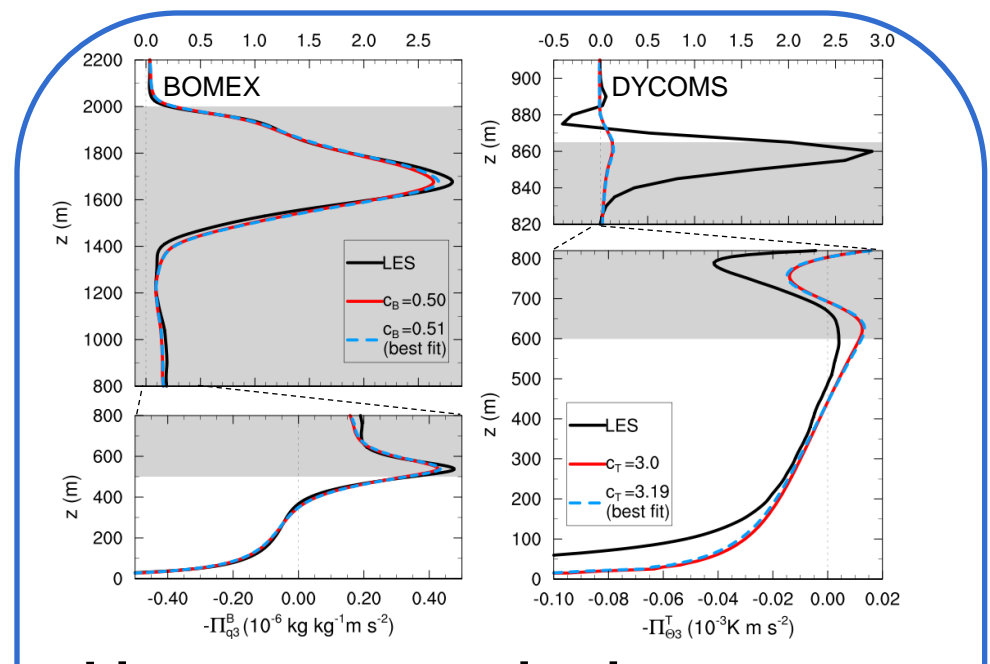 0.0 0.5 1.0 1.5 2.0 2.5
-0.5 0.0 0.5 1.0 1.5 2.0 2.5 3.0
BOMEX
2200
2000
1800
1600
1400
1200
1000
800
z (m)
LES
c_B=0.50
c_B=0.51
(best fit)
DYCOMS
900
880
860
840
820
z (m)
800
600
400
200
0
z (m)
-0.40 -0.20 0.00 0.20 0.40
-Π^B_q3 (10^-6 kg kg^-1 m s^-2)
800
700
600
500
400
300
200
100
0
z (m)
LES
c_T=3.0
c_T=3.19
(best fit)
-0.10 -0.08 -0.06 -0.04 -0.02 0.00 0.02
-Π^T_Θ3 (10^-3 K m s^-2)